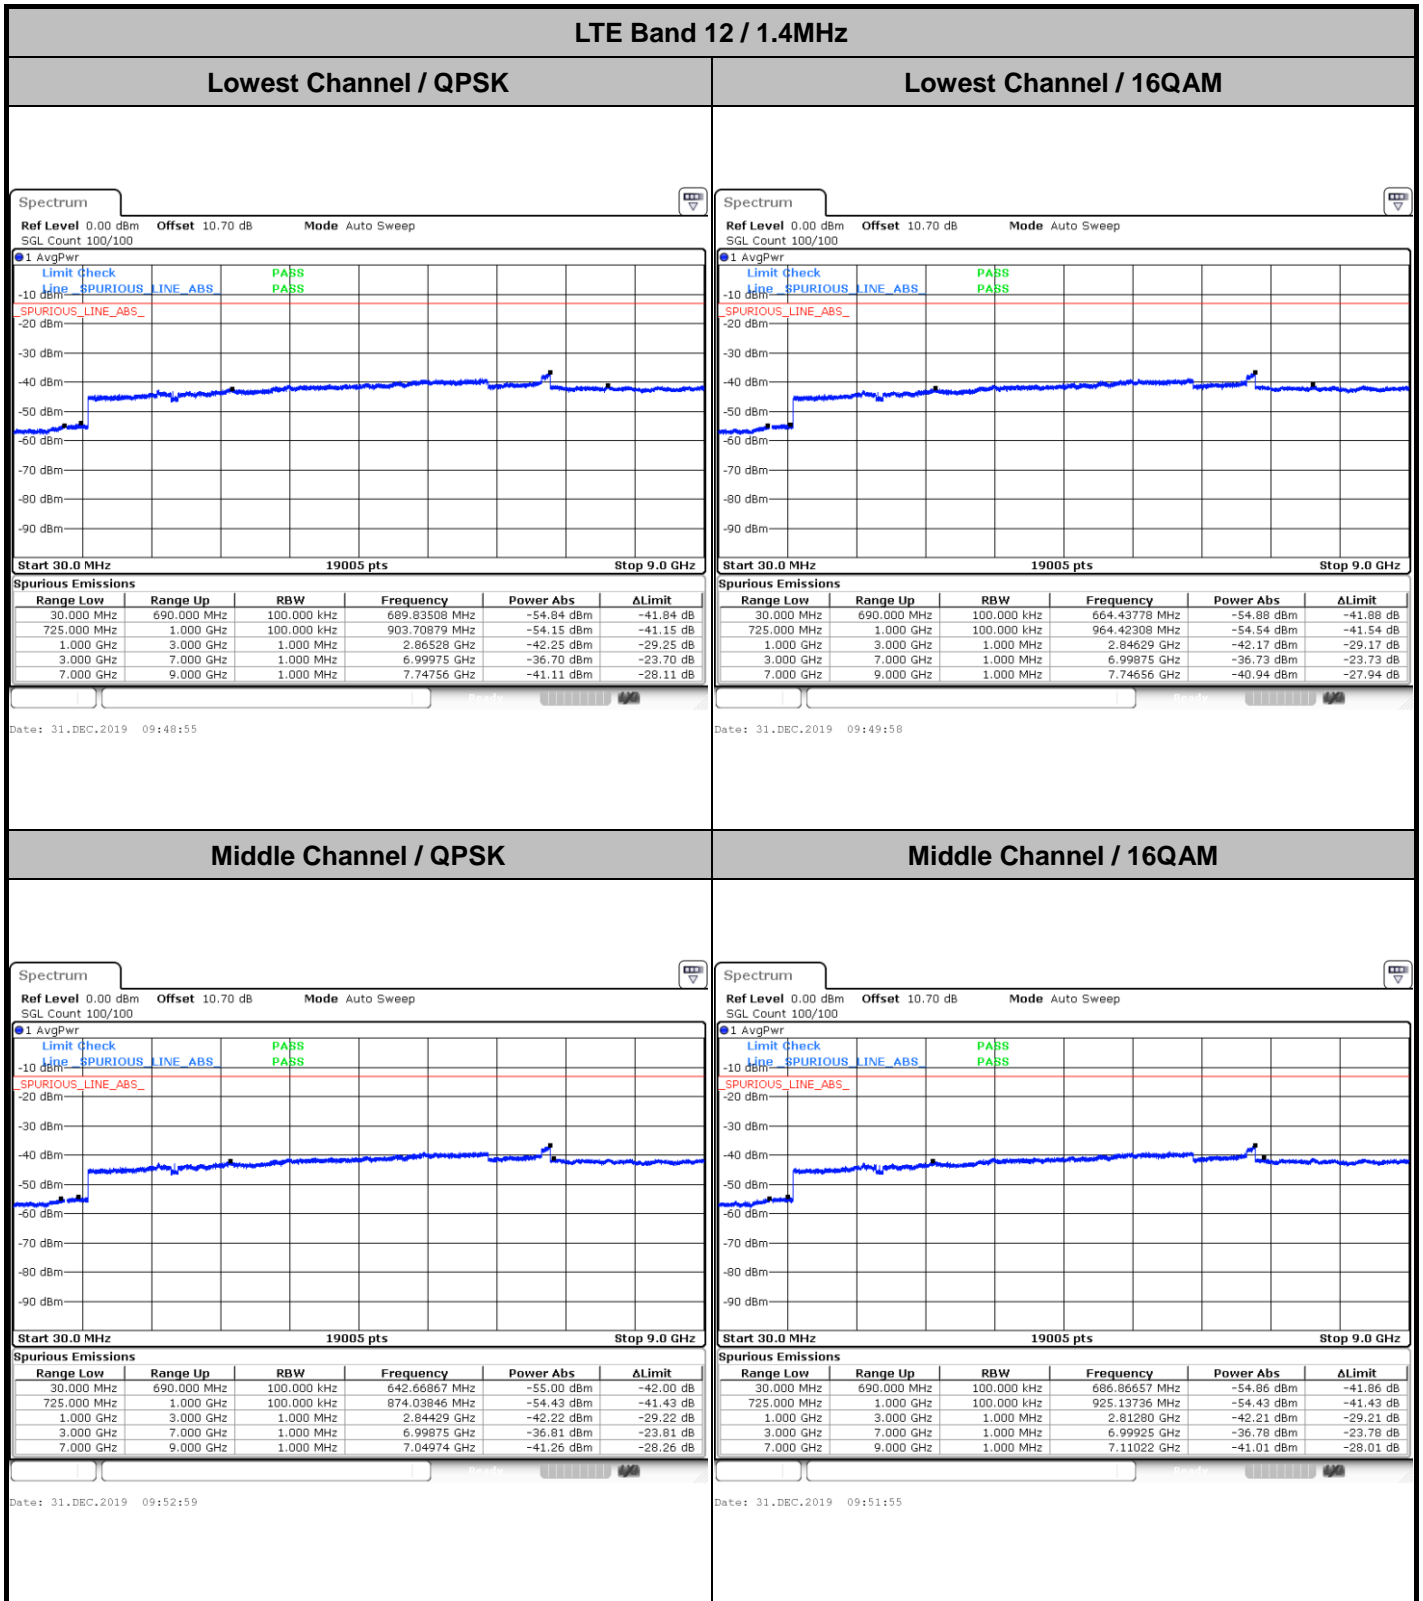 LTE Band 12 / 1.4MHz
Lowest Channel / QPSK
Lowest Channel / 16QAM
Spectrum
Ref Level 0.00 dBm Offset 10.70 dB Mode Auto Sweep
SGL Count 100/100
1 AvgPwr
Limit Check PASS
Line _SPURIOUS_LINE_ABS_ PASS
-10 dBm
_SPURIOUS_LINE_ABS_
-20 dBm
-30 dBm
-40 dBm
-50 dBm
-60 dBm
-70 dBm
-80 dBm
-90 dBm
Start 30.0 MHz 19005 pts Stop 9.0 GHz
Spurious Emissions
Range Low Range Up RBW Frequency Power Abs ΔLimit
30.000 MHz 690.000 MHz 100.000 kHz 689.83508 MHz -54.84 dBm -41.84 dB
725.000 MHz 1.000 GHz 100.000 kHz 903.70879 MHz -54.15 dBm -41.15 dB
1.000 GHz 3.000 GHz 1.000 MHz 2.86528 GHz -42.25 dBm -29.25 dB
3.000 GHz 7.000 GHz 1.000 MHz 6.99975 GHz -36.70 dBm -23.70 dB
7.000 GHz 9.000 GHz 1.000 MHz 7.74756 GHz -41.11 dBm -28.11 dB
Ready
Date: 31.DEC.2019 09:48:55
Spectrum
Ref Level 0.00 dBm Offset 10.70 dB Mode Auto Sweep
SGL Count 100/100
1 AvgPwr
Limit Check PASS
Line _SPURIOUS_LINE_ABS_ PASS
-10 dBm
_SPURIOUS_LINE_ABS_
-20 dBm
-30 dBm
-40 dBm
-50 dBm
-60 dBm
-70 dBm
-80 dBm
-90 dBm
Start 30.0 MHz 19005 pts Stop 9.0 GHz
Spurious Emissions
Range Low Range Up RBW Frequency Power Abs ΔLimit
30.000 MHz 690.000 MHz 100.000 kHz 664.43778 MHz -54.88 dBm -41.88 dB
725.000 MHz 1.000 GHz 100.000 kHz 964.42308 MHz -54.54 dBm -41.54 dB
1.000 GHz 3.000 GHz 1.000 MHz 2.84629 GHz -42.17 dBm -29.17 dB
3.000 GHz 7.000 GHz 1.000 MHz 6.99875 GHz -36.73 dBm -23.73 dB
7.000 GHz 9.000 GHz 1.000 MHz 7.74656 GHz -40.94 dBm -27.94 dB
Ready
Date: 31.DEC.2019 09:49:58
Middle Channel / QPSK
Middle Channel / 16QAM
Spectrum
Ref Level 0.00 dBm Offset 10.70 dB Mode Auto Sweep
SGL Count 100/100
1 AvgPwr
Limit Check PASS
Line _SPURIOUS_LINE_ABS_ PASS
-10 dBm
_SPURIOUS_LINE_ABS_
-20 dBm
-30 dBm
-40 dBm
-50 dBm
-60 dBm
-70 dBm
-80 dBm
-90 dBm
Start 30.0 MHz 19005 pts Stop 9.0 GHz
Spurious Emissions
Range Low Range Up RBW Frequency Power Abs ΔLimit
30.000 MHz 690.000 MHz 100.000 kHz 642.66867 MHz -55.00 dBm -42.00 dB
725.000 MHz 1.000 GHz 100.000 kHz 874.03846 MHz -54.43 dBm -41.43 dB
1.000 GHz 3.000 GHz 1.000 MHz 2.84429 GHz -42.22 dBm -29.22 dB
3.000 GHz 7.000 GHz 1.000 MHz 6.99875 GHz -36.81 dBm -23.81 dB
7.000 GHz 9.000 GHz 1.000 MHz 7.04974 GHz -41.26 dBm -28.26 dB
Ready
Date: 31.DEC.2019 09:52:59
Spectrum
Ref Level 0.00 dBm Offset 10.70 dB Mode Auto Sweep
SGL Count 100/100
1 AvgPwr
Limit Check PASS
Line _SPURIOUS_LINE_ABS_ PASS
-10 dBm
_SPURIOUS_LINE_ABS_
-20 dBm
-30 dBm
-40 dBm
-50 dBm
-60 dBm
-70 dBm
-80 dBm
-90 dBm
Start 30.0 MHz 19005 pts Stop 9.0 GHz
Spurious Emissions
Range Low Range Up RBW Frequency Power Abs ΔLimit
30.000 MHz 690.000 MHz 100.000 kHz 686.86657 MHz -54.86 dBm -41.86 dB
725.000 MHz 1.000 GHz 100.000 kHz 925.13736 MHz -54.43 dBm -41.43 dB
1.000 GHz 3.000 GHz 1.000 MHz 2.81280 GHz -42.21 dBm -29.21 dB
3.000 GHz 7.000 GHz 1.000 MHz 6.99925 GHz -36.78 dBm -23.78 dB
7.000 GHz 9.000 GHz 1.000 MHz 7.11022 GHz -41.01 dBm -28.01 dB
Ready
Date: 31.DEC.2019 09:51:55